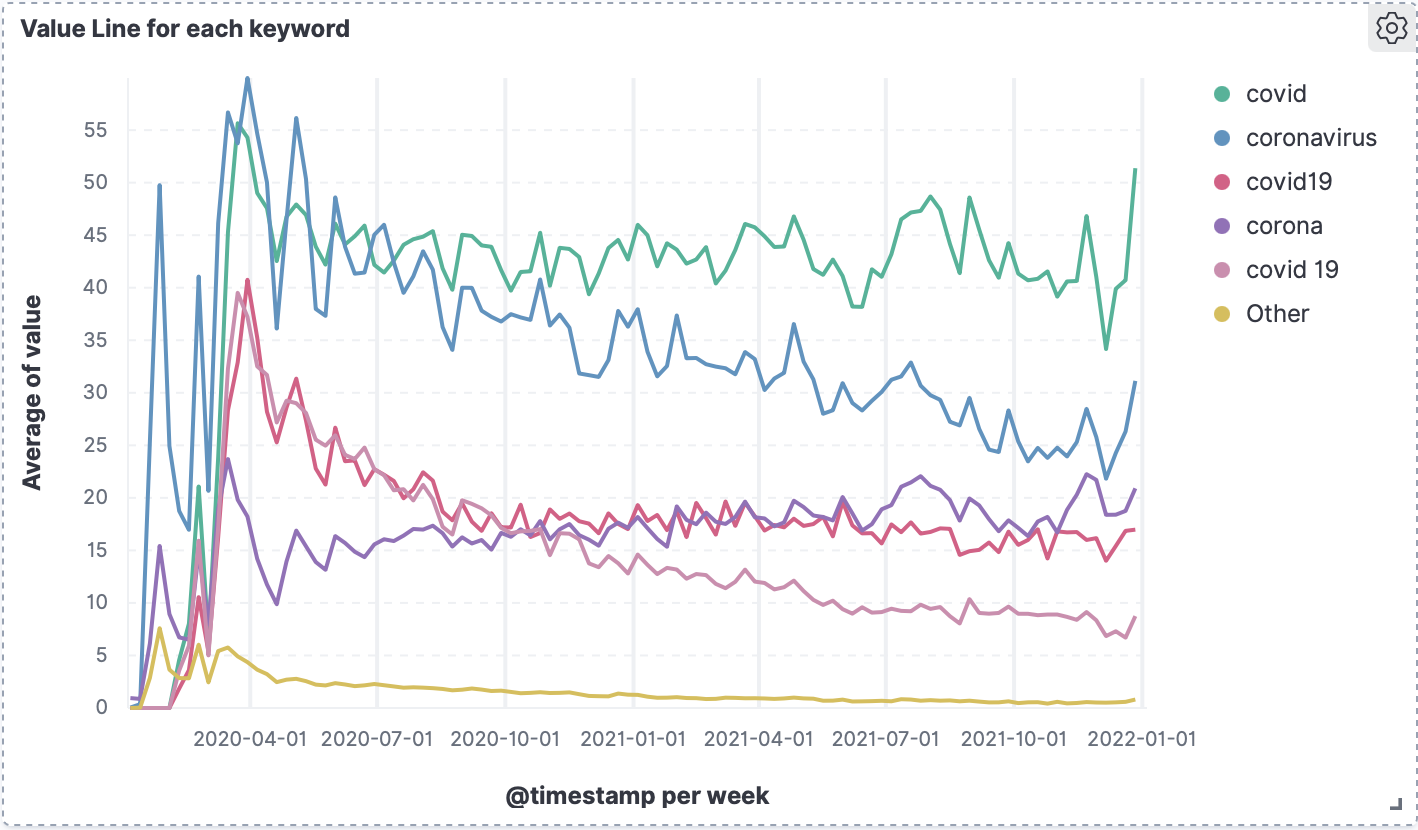 Value Line for each keyword
covid
coronavirus
covid19
corona
covid 19
Other
Average of value
55
50
45
40
35
30
25
20
15
10
5
0
2020-04-01 2020-07-01 2020-10-01 2021-01-01 2021-04-01 2021-07-01 2021-10-01 2022-01-01
@timestamp per week